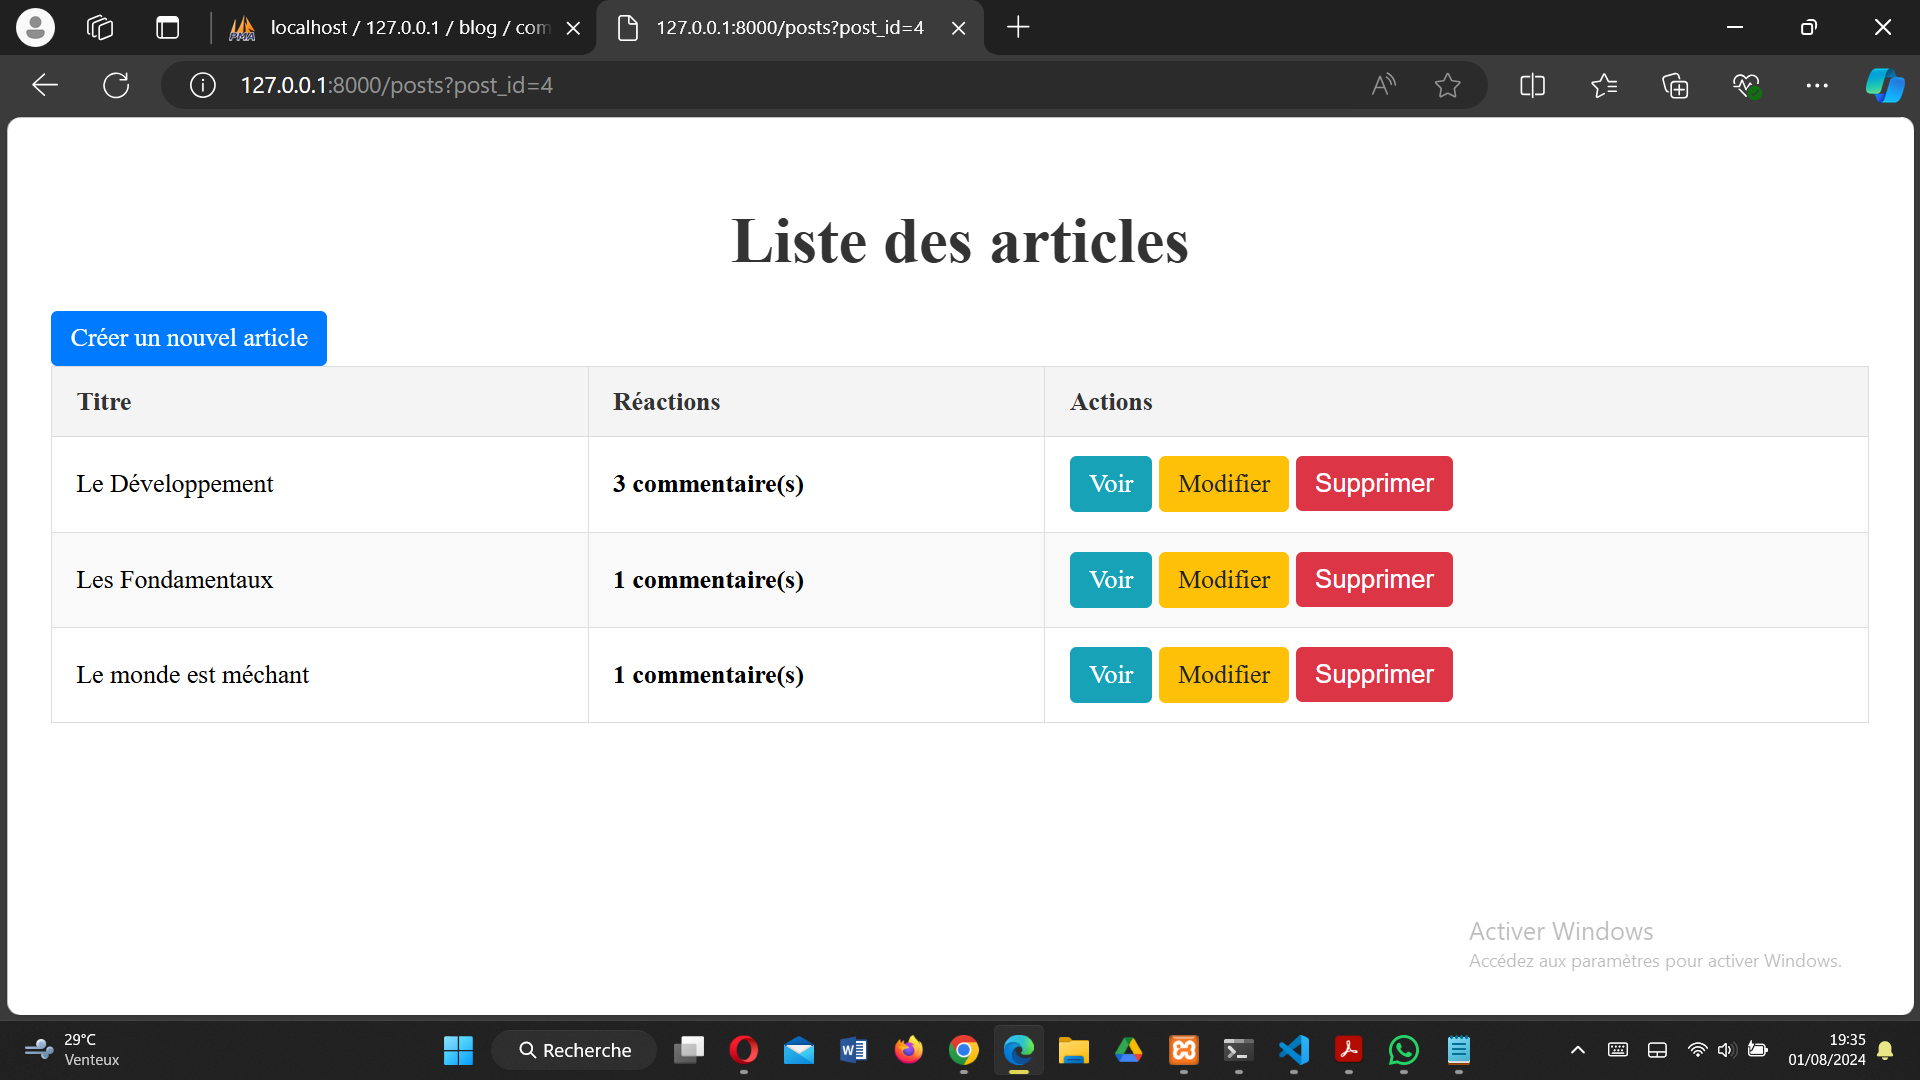 localhost / 127.0.0.1 / blog / com
127.0.0.1:8000/posts?post_id=4
127.0.0.1:8000/posts?post_id=4
Liste des articles
Créer un nouvel article
Titre Réactions Actions
Le Développement 3 commentaire(s) Voir Modifier Supprimer
Les Fondamentaux 1 commentaire(s) Voir Modifier Supprimer
Le monde est méchant 1 commentaire(s) Voir Modifier Supprimer
Activer Windows
Accédez aux paramètres pour activer Windows.
29°C
Venteux
Recherche
19:35
01/08/2024